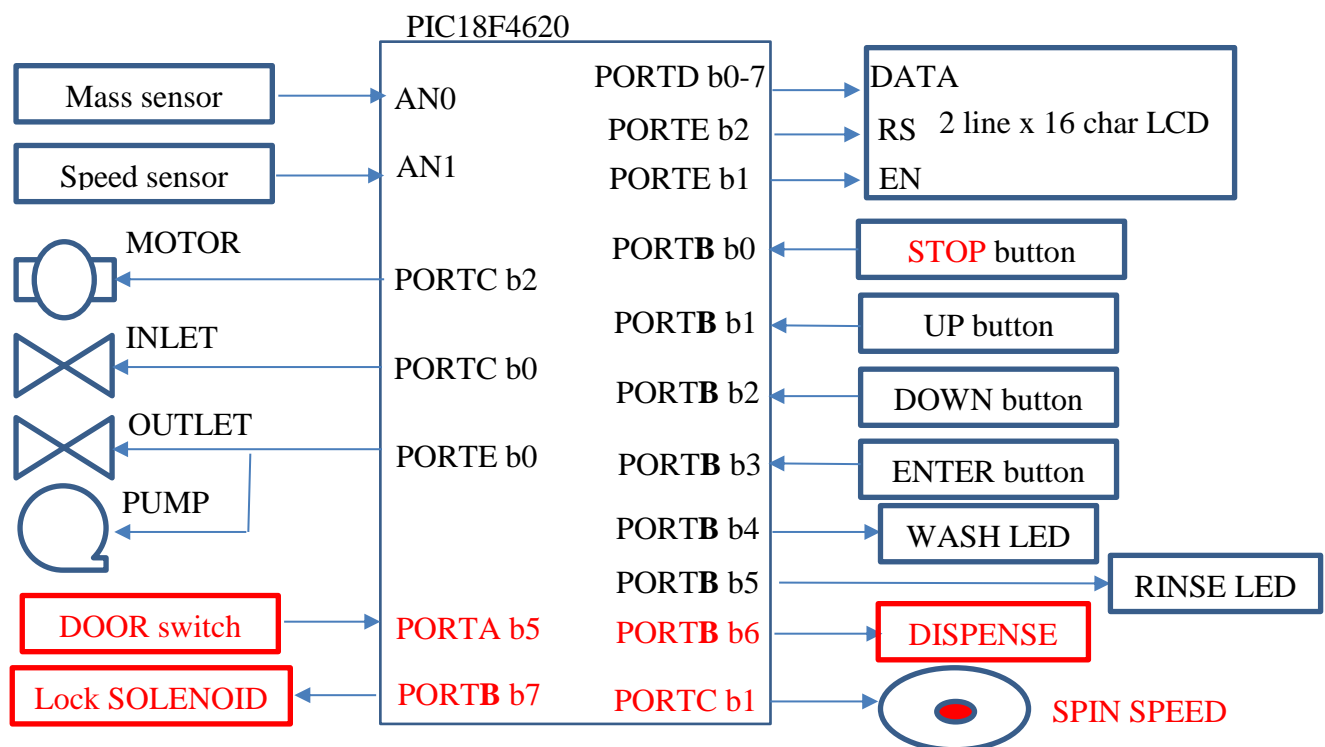 PIC18F4620
Mass sensor
AN0
Speed sensor
AN1
MOTOR
PORTC b2
INLET
PORTC b0
OUTLET
PORTE b0
PUMP
DOOR switch
PORTA b5
Lock SOLENOID
PORTB b7
PORTD b0-7
DATA
PORTE b2
RS
2 line x 16 char LCD
PORTE b1
EN
PORTB b0
STOP button
PORTB b1
UP button
PORTB b2
DOWN button
PORTB b3
ENTER button
PORTB b4
WASH LED
PORTB b5
RINSE LED
PORTB b6
DISPENSE
PORTC b1
SPIN SPEED